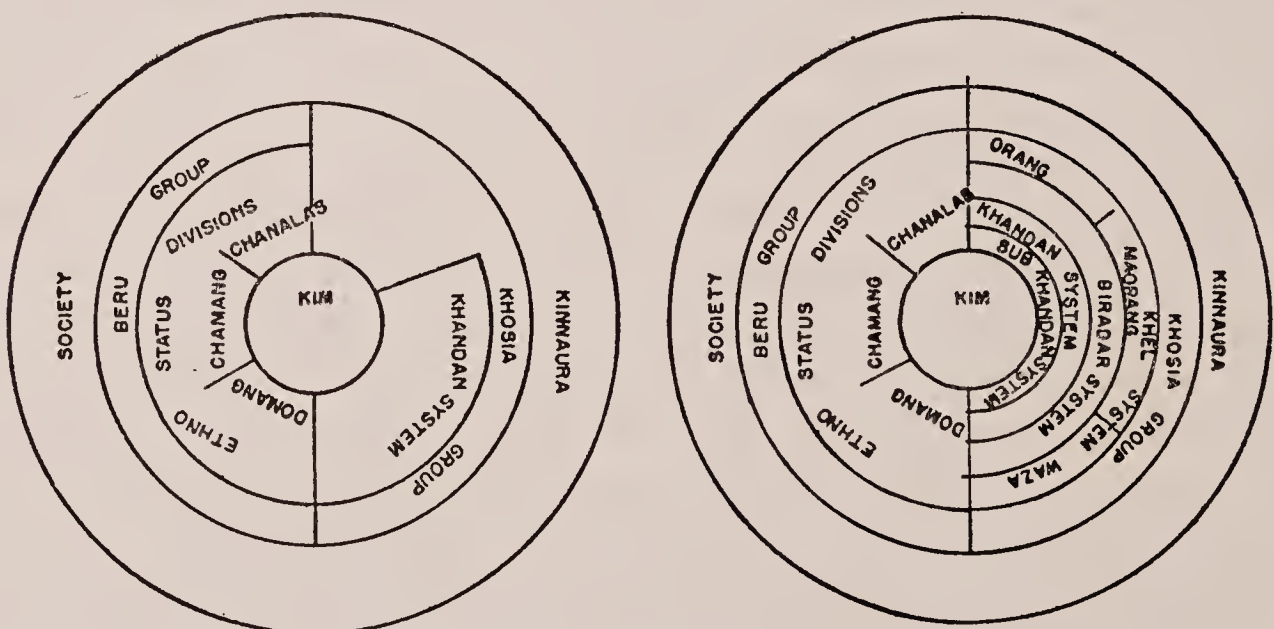 SOCIETY
BERU
GROUP
STATUS
DIVISIONS
ETHNO
CHAMANG
CHANALAS
DOMANG
KIM
KHANDAN SYSTEM
KHOSIA
GROUP
KINNAURA
SOCIETY
BERU
GROUP
STATUS
DIVISIONS
ETHNO
CHAMANG
CHANALAS
DOMANG
KIM
SUB KHANDAN SYSTEM
KHANDAN SYSTEM
BIRADAR SYSTEM
ORANG
MAORANG
WAZA
KHEL SYSTEM
KHOSIA
GROUP
KINNAURA